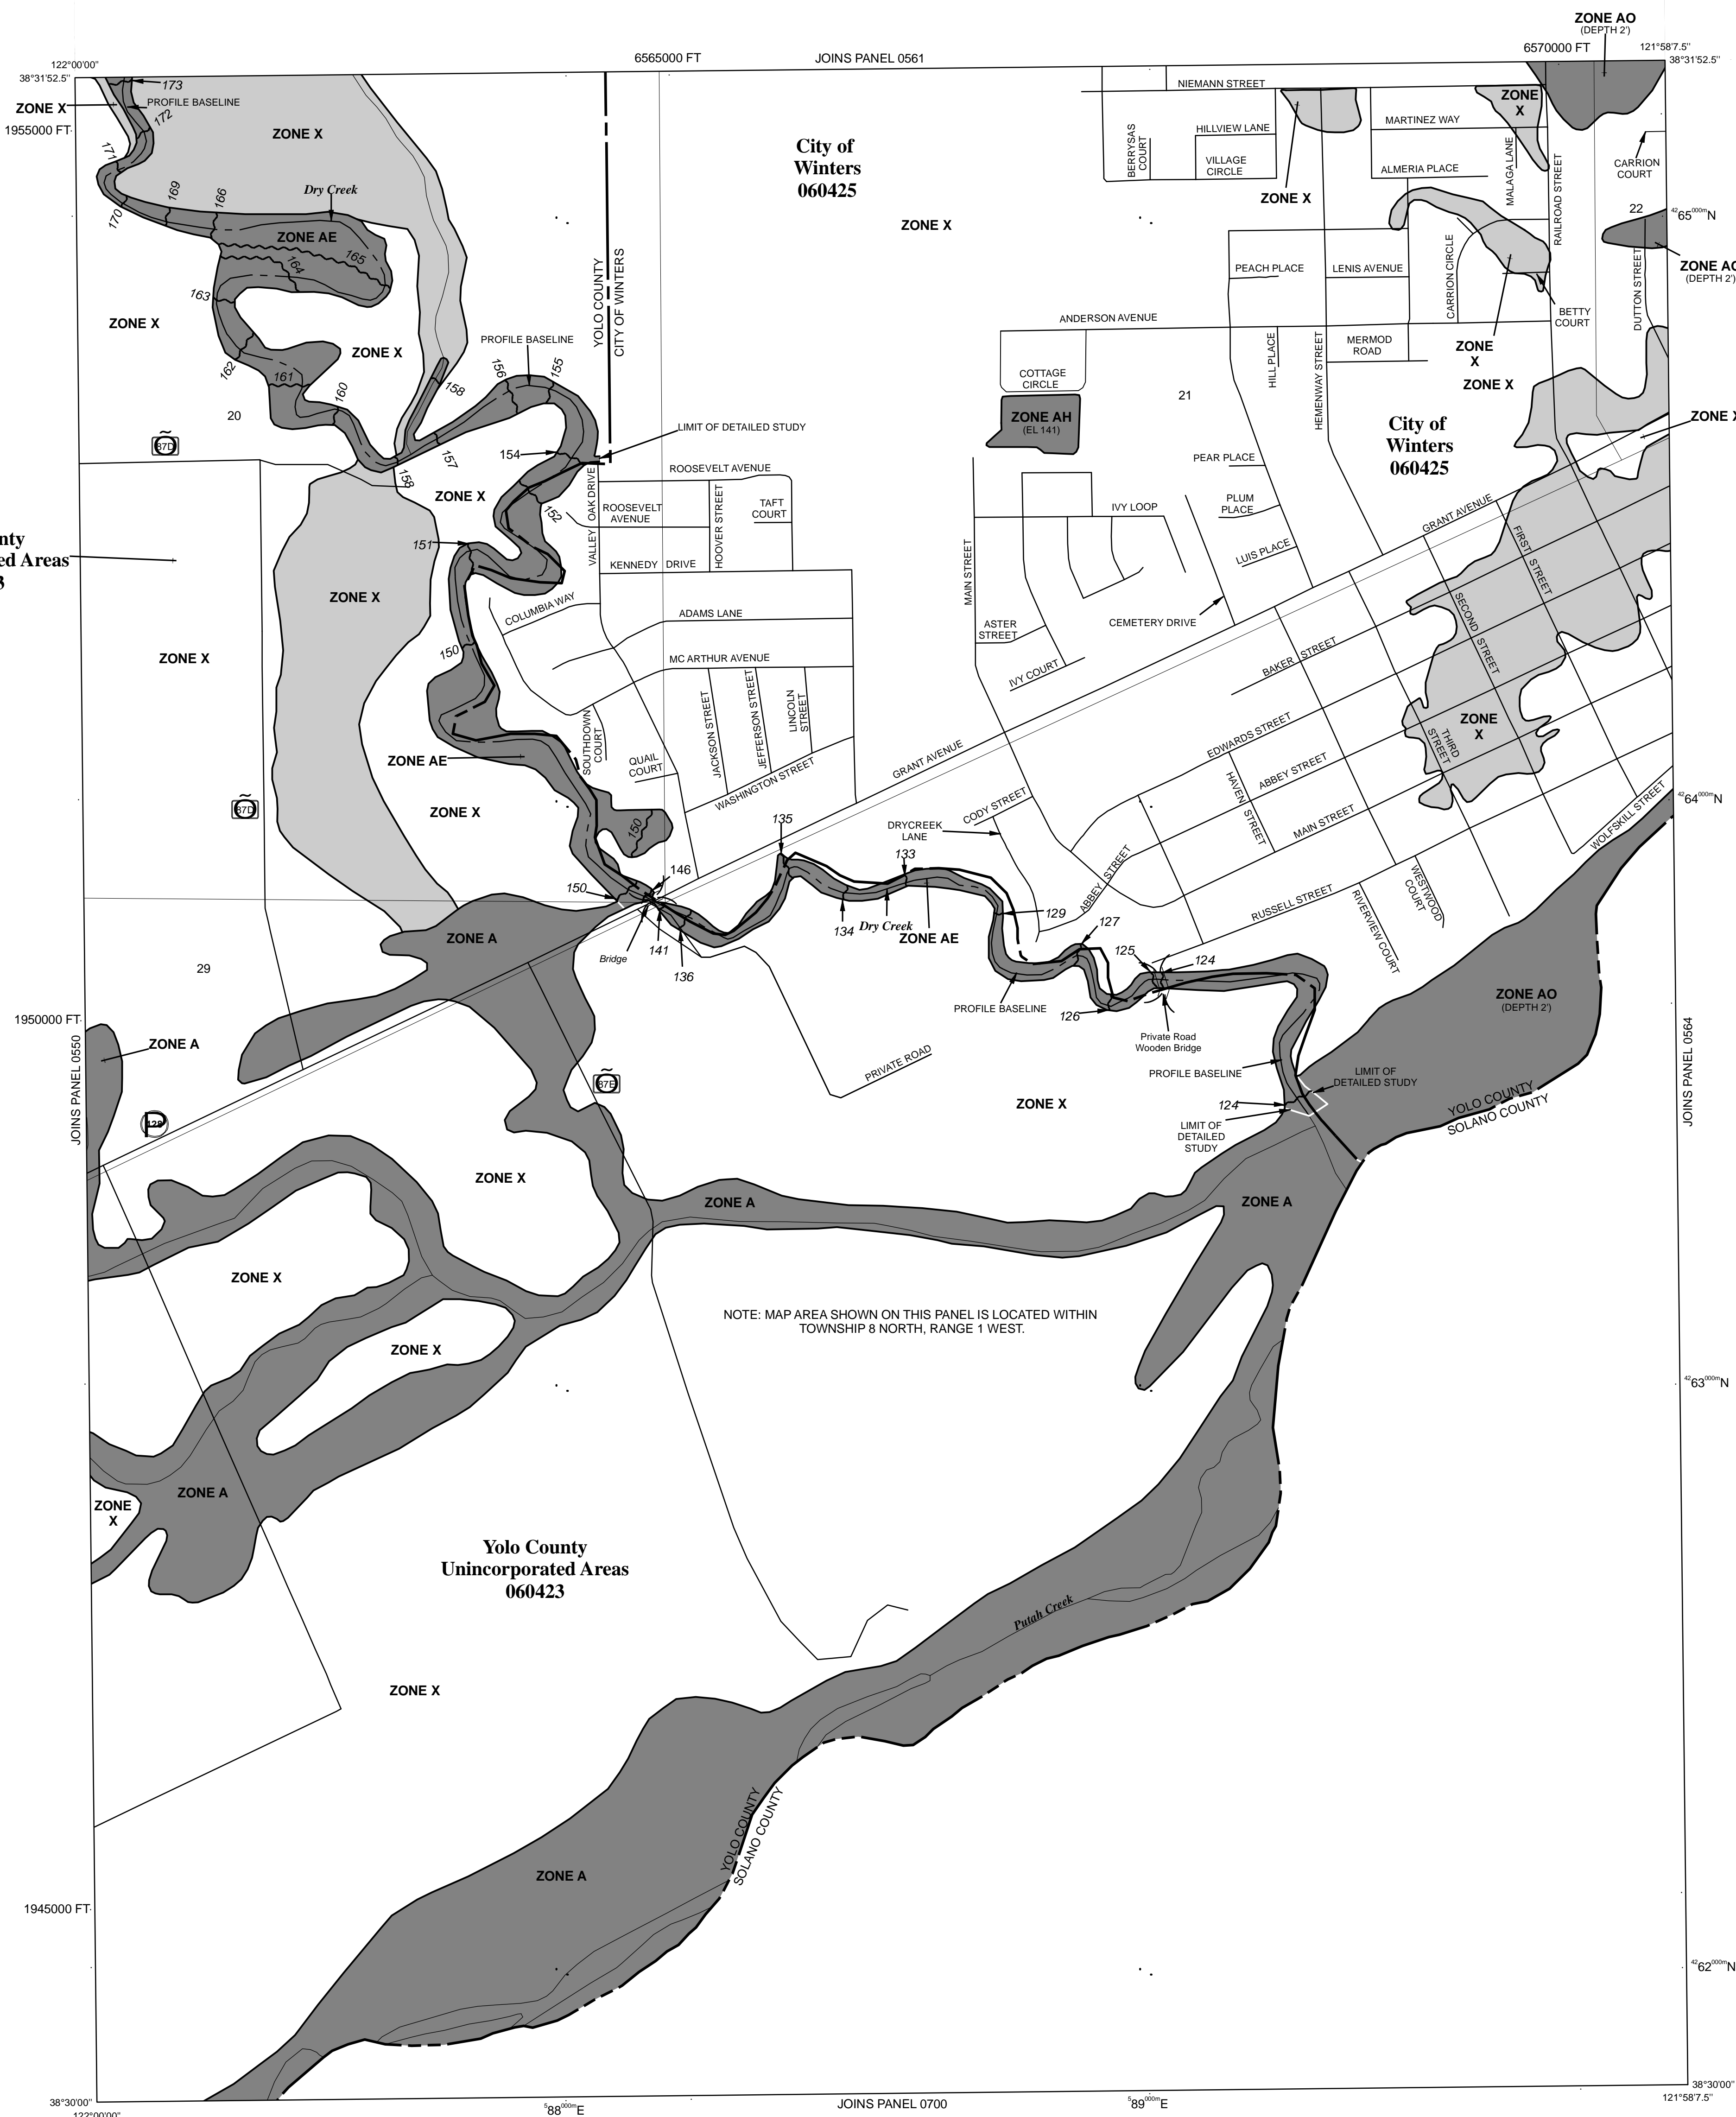 ZONE AO
(DEPTH 2')
6565000 FT
JOINS PANEL 0561
6570000 FT
121°58'7.5"
122°00'00"
38°31'52.5"
38°31'52.5"
173
PROFILE BASELINE
ZONE X
172
1955000 FT
ZONE X
171
170
169
166
Dry Creek
ZONE AE
165
164
163
ZONE X
ZONE X
162
161
160
158
PROFILE BASELINE
156
155
YOLO COUNTY
CITY OF WINTERS
City of
Winters
060425
ZONE X
NIEMANN STREET
BERRYSAS
COURT
HILLVIEW LANE
VILLAGE
CIRCLE
ZONE X
MARTINEZ WAY
ZONE
X
ALMERIA PLACE
MALAGA LANE
RAILROAD STREET
CARRION
COURT
22
4265000m N
ZONE AO
(DEPTH 2')
DUTTON STREET
PEACH PLACE
LENIS AVENUE
CARRION CIRCLE
BETTY
COURT
ANDERSON AVENUE
HILL PLACE
HEMENWAY STREET
MERMOD
ROAD
ZONE
X
ZONE X
COTTAGE
CIRCLE
21
ZONE AH
(EL 141)
City of
Winters
060425
ZONE X
20
87D
157
158
154
LIMIT OF DETAILED STUDY
ZONE X
152
151
VALLEY OAK DRIVE
ROOSEVELT AVENUE
ROOSEVELT
AVENUE
HOOVER STREET
TAFT
COURT
KENNEDY DRIVE
COLUMBIA WAY
ADAMS LANE
MC ARTHUR AVENUE
PEAR PLACE
PLUM
PLACE
IVY LOOP
LUIS PLACE
MAIN STREET
CEMETERY DRIVE
ASTER
STREET
IVY COURT
GRANT AVENUE
FIRST STREET
SECOND STREET
BAKER STREET
nty
ed Areas
3
ZONE X
ZONE X
150
ZONE AE
ZONE X
87D
SOUTHDOWN
COURT
QUAIL
COURT
JACKSON STREET
JEFFERSON STREET
LINCOLN
STREET
WASHINGTON STREET
GRANT AVENUE
EDWARDS STREET
ABBEY STREET
HAVEN STREET
MAIN STREET
THIRD
STREET
ZONE
X
WOLFSKILL STREET
4264000m N
150
135
CODY STREET
DRYCREEK
LANE
133
146
150
Bridge
141
136
134
Dry Creek
ZONE AE
129
ABBEY STREET
127
125
124
RUSSELL STREET
RIVERVIEW COURT
WESTWOOD
COURT
ZONE A
29
PROFILE BASELINE
126
Private Road
Wooden Bridge
ZONE AO
(DEPTH 2')
1950000 FT
JOINS PANEL 0550
ZONE A
87E
PRIVATE ROAD
PROFILE BASELINE
LIMIT OF
DETAILED STUDY
ZONE X
124
LIMIT OF
DETAILED
STUDY
YOLO COUNTY
SOLANO COUNTY
JOINS PANEL 0564
128
ZONE X
ZONE A
ZONE A
ZONE X
NOTE: MAP AREA SHOWN ON THIS PANEL IS LOCATED WITHIN
TOWNSHIP 8 NORTH, RANGE 1 WEST.
ZONE X
4263000m N
ZONE A
ZONE
X
Yolo County
Unincorporated Areas
060423
Putah Creek
ZONE X
YOLO COUNTY
SOLANO COUNTY
ZONE A
1945000 FT
4262000m N
38°30'00"
122°00'00"
588000m E
JOINS PANEL 0700
589000m E
38°30'00"
121°58'7.5"